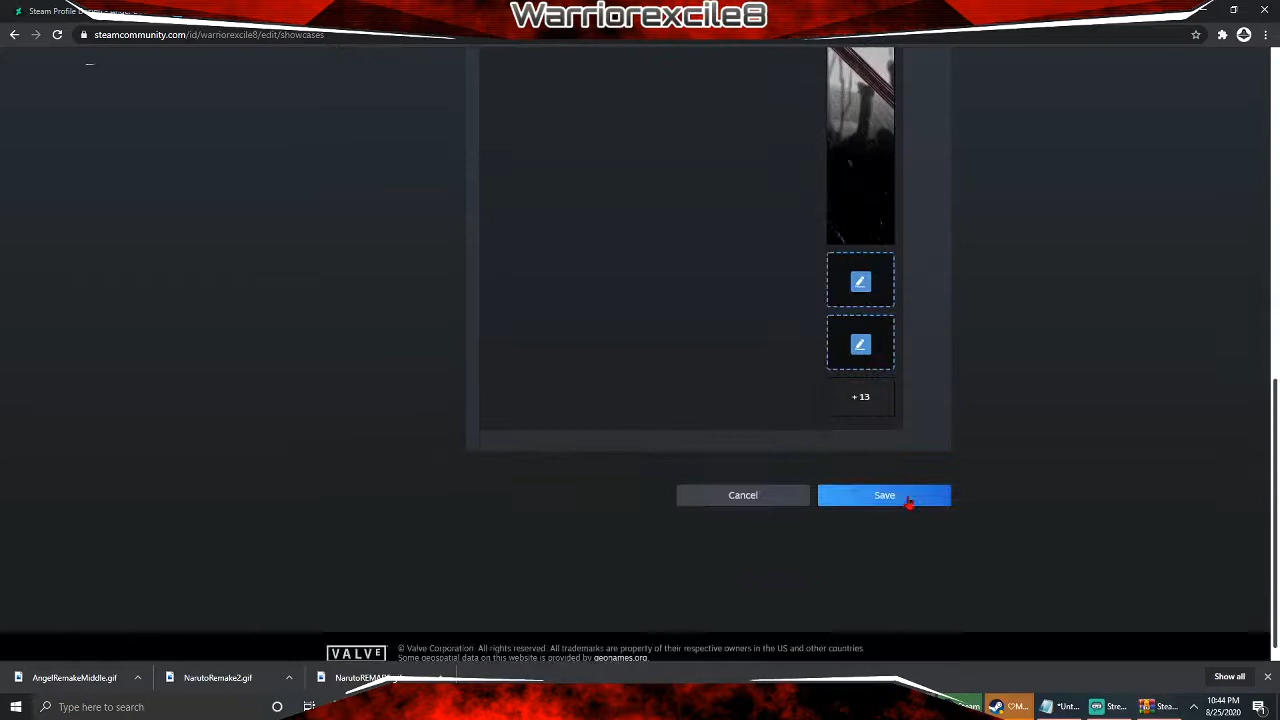 Warriorexcile8
steamcommunity.com/id/warriorexcile8/edit/showcases
+ 13
Cancel
Save
VALVE
© Valve Corporation. All rights reserved. All trademarks are property of their respective owners in the US and other countries.
Some geospatial data on this website is provided by geonames.org.
NarutoRemake2.gif
Show all
Type here to search
10:44 PM
8/25/2020